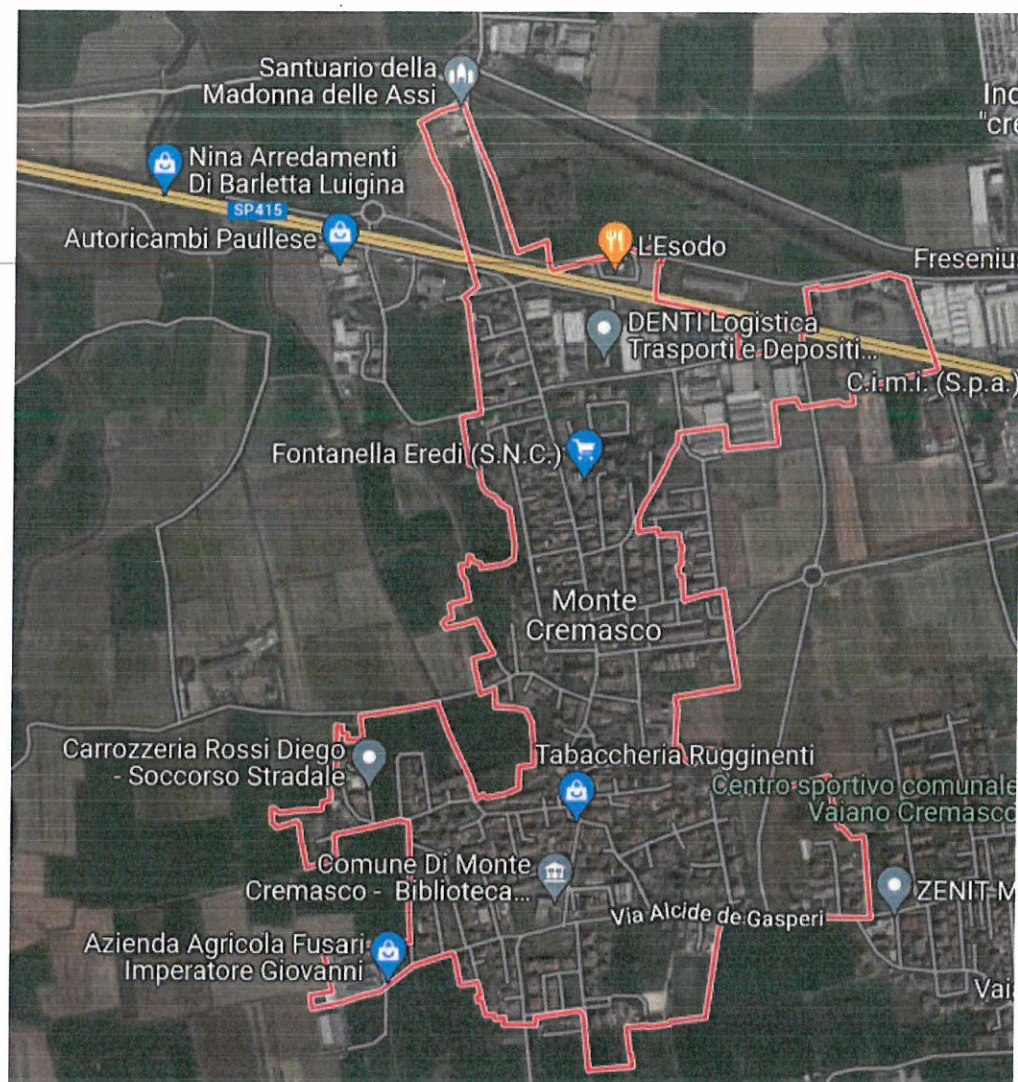 Santuario della
Madonna delle Assi
Nina Arredamenti
Di Barletta Luigina
SP415
Autoricambi Paullese
L'Esodo
Fresenius
DENTI Logistica
Trasporti e Depositi...
C.i.m.i. (S.p.a.)
Fontanella Eredi (S.N.C.)
Monte
Cremasco
Carrozzeria Rossi Diego
- Soccorso Stradale
Tabaccheria Rugginenti
Centro sportivo comunale
Vaiano Cremasco
Comune Di Monte
Cremasco - Biblioteca...
Via Alcide de Gasperi
ZENIT M
Azienda Agricola Fusari
Imperatore Giovanni
Vaia